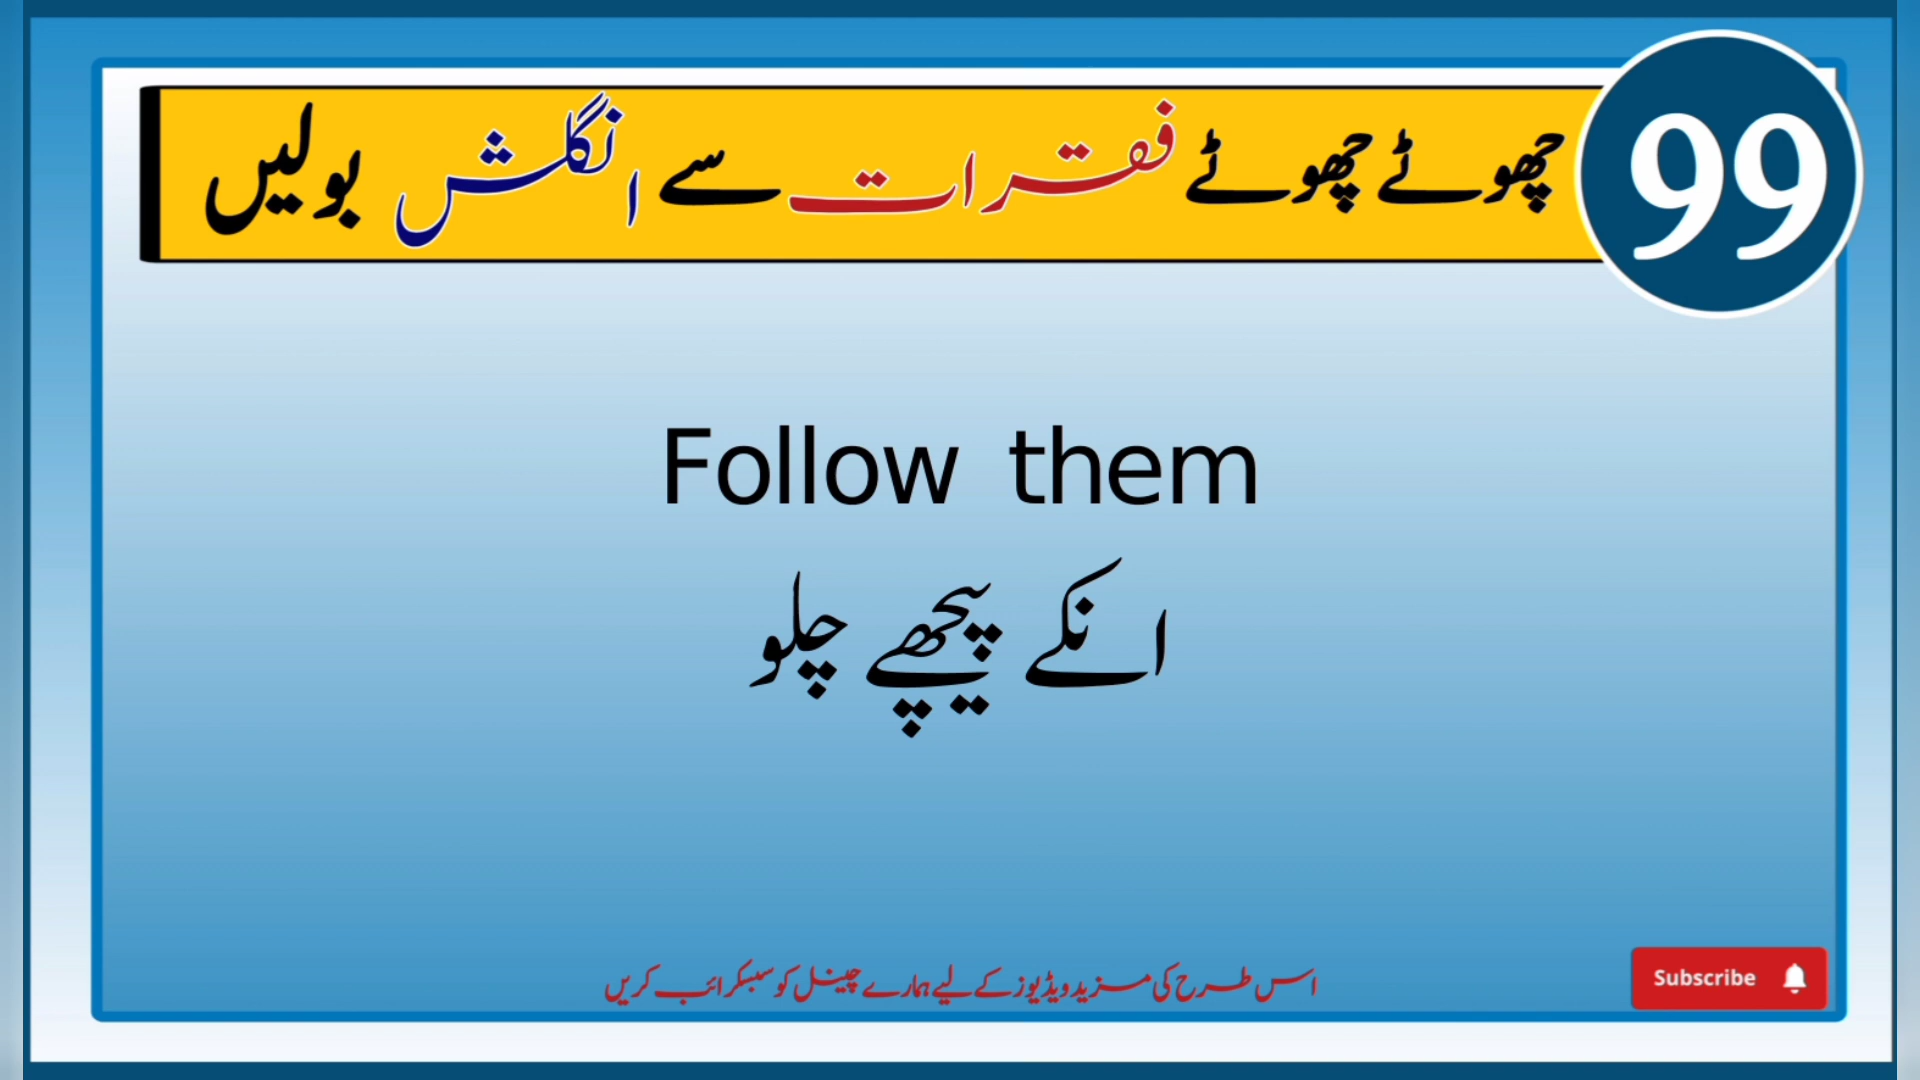 99 چھوٹے چھوٹے فقرات سے انگلش بولیں
Follow them
انکے پیچھے چلو
اس طرح کی مزید ویڈیوز کے لیے ہمارے چینل کو سبسکرائب کریں
Subscribe